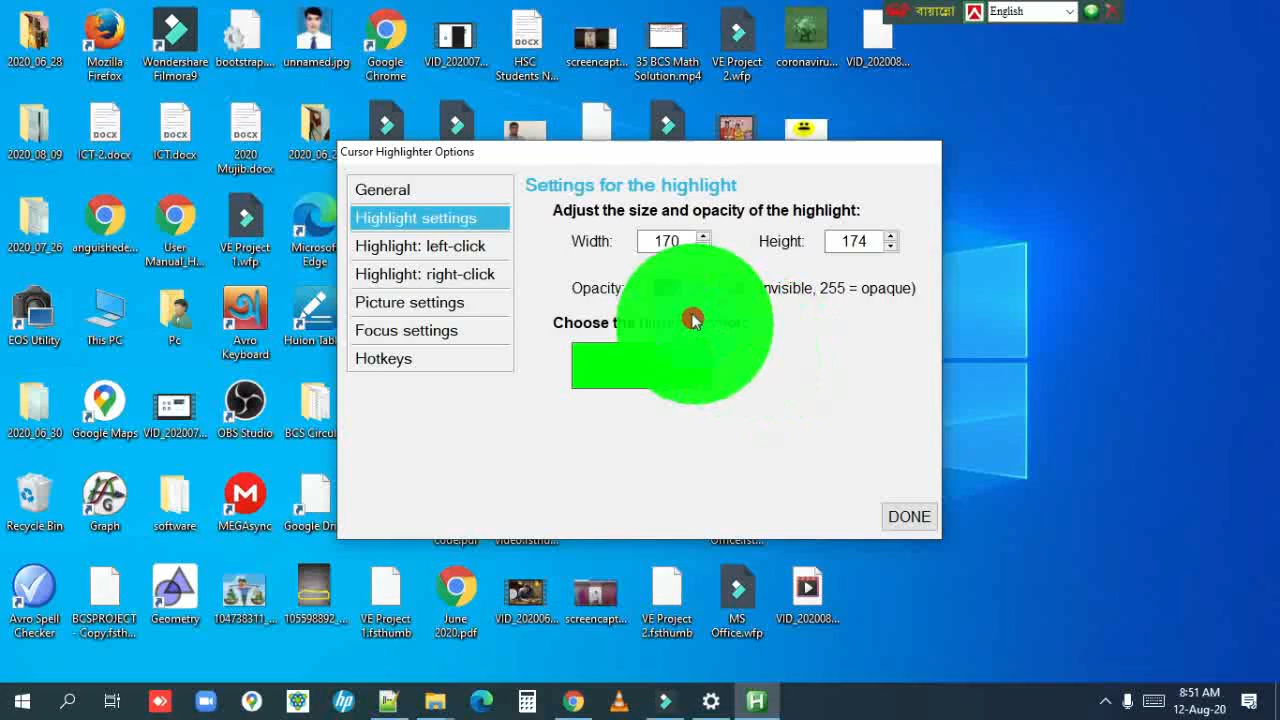 বায়ান্নো
English
2020_06_28
Mozilla
Firefox
Wondershare
Filmora9
bootstrap....
unnamed.jpg
Google
Chrome
VID_202007...
HSC
Students N...
screencapt...
35 BCS Math
Solution.mp4
VE Project
2.wfp
coronaviru...
VID_202008...
2020_08_09
DOCX
ICT-2.docx
DOCX
ICT.docx
DOCX
2020
Mujib.docx
Cursor Highlighter Options
General
Highlight settings
Highlight: left-click
Highlight: right-click
Picture settings
Focus settings
Hotkeys
Settings for the highlight
Adjust the size and opacity of the highlight:
Width: 170
Height: 174
Opacity:
255 = opaque)
Choose the
DONE
2020_07_26
anguishede...
User
Manual_H...
VE Project
1.wfp
Microsof
Edge
EOS Utility
This PC
Pc
Avro
Keyboard
Huion Tab
2020_06_30
Google Maps
VID_202007...
OBS Studio
BCS Circul
Recycle Bin
Graph
software
MEGAsync
Google Dri
Avro Spell
Checker
BCSPROJECT
- Copy.fsth...
Geometry
104738311_...
105598892_...
VE Project
1.fsthumb
June
2020.pdf
VID_202006...
screencapt...
VE Project
2.fsthumb
MS
Office.wfp
VID_202008...
8:51 AM
12-Aug-20